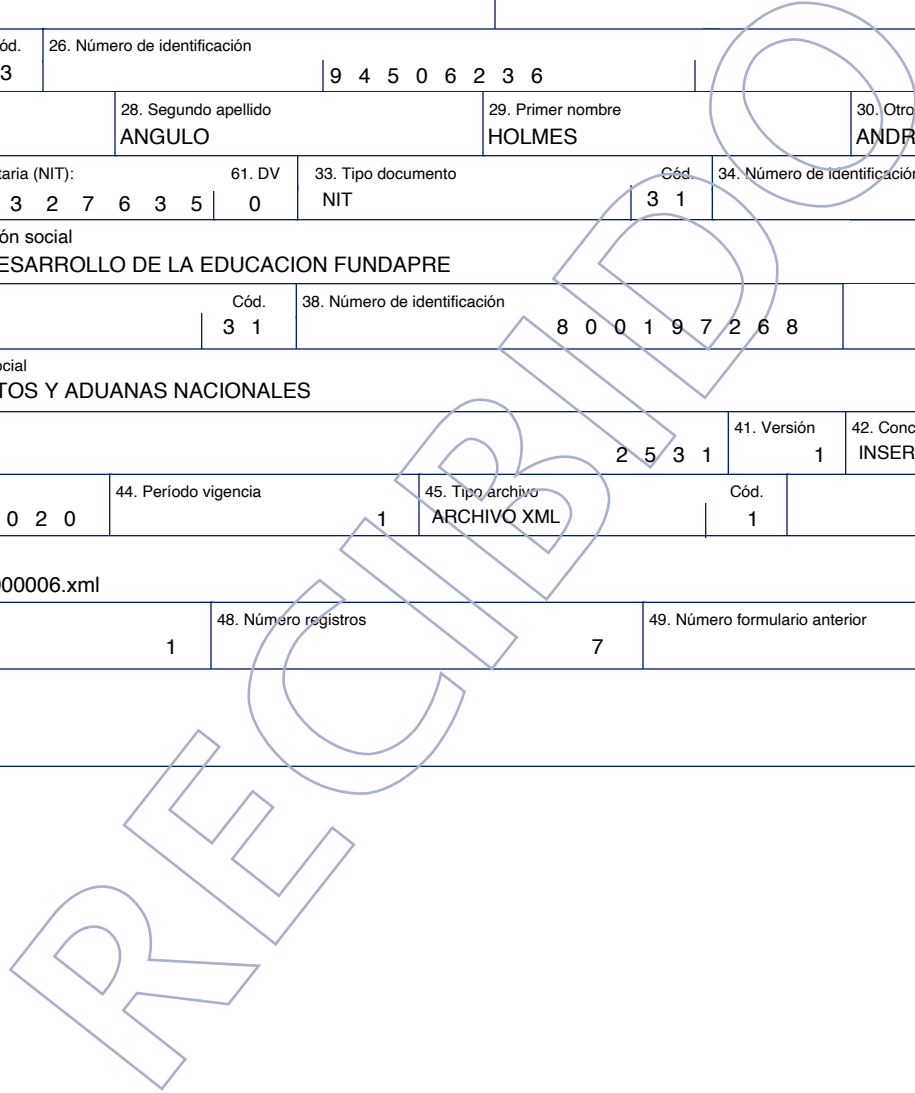 ód. 26. Número de identificación
3 9 4 5 0 6 2 3 6
28. Segundo apellido 29. Primer nombre 30. Otro
ANGULO HOLMES ANDR
taria (NIT): 61. DV 33. Tipo documento Cód. 34. Número de identificación
3 2 7 6 3 5 0 NIT 3 1
ón social
ESARROLLO DE LA EDUCACION FUNDAPRE
Cód. 38. Número de identificación
3 1 8 0 0 1 9 7 2 6 8
ocial
TOS Y ADUANAS NACIONALES
41. Versión 42. Conc
2 5 3 1 1 INSER
44. Período vigencia 45. Tipo archivo Cód.
0 2 0 1 ARCHIVO XML 1
000006.xml
48. Número registros 49. Número formulario anterior
1 7
RECIBIDO